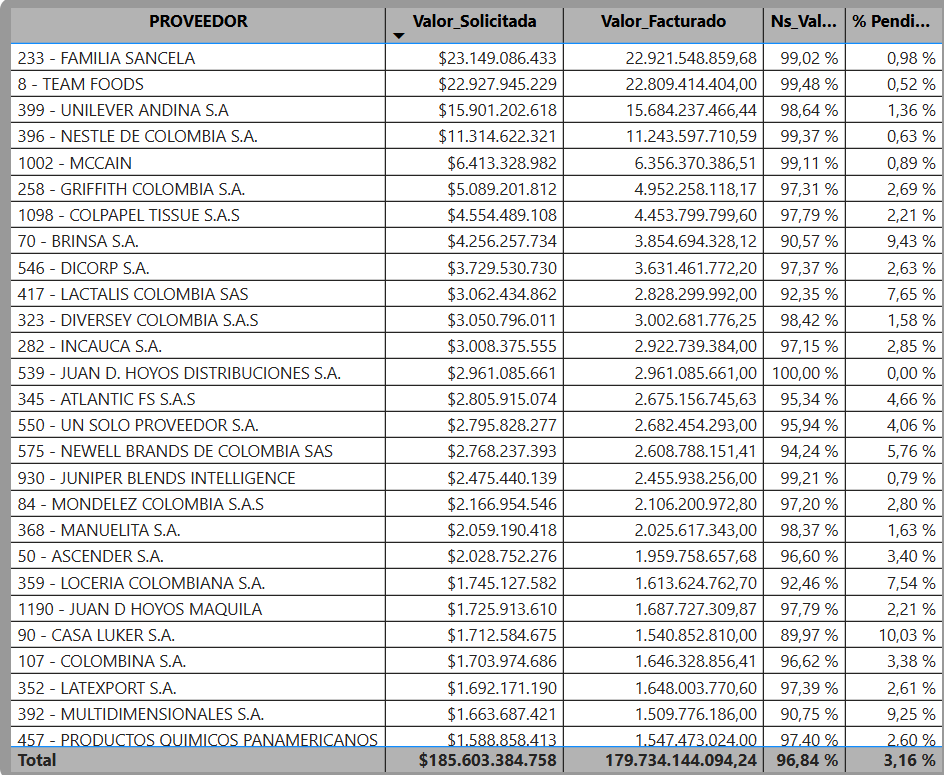 PROVEEDOR Valor_Solicitada Valor_Facturado Ns_Val... % Pendi...
233 - FAMILIA SANCELA $23.149.086.433 22.921.548.859,68 99,02 % 0,98 %
8 - TEAM FOODS $22.927.945.229 22.809.414.404,00 99,48 % 0,52 %
399 - UNILEVER ANDINA S.A $15.901.202.618 15.684.237.466,44 98,64 % 1,36 %
396 - NESTLE DE COLOMBIA S.A. $11.314.622.321 11.243.597.710,59 99,37 % 0,63 %
1002 - MCCAIN $6.413.328.982 6.356.370.386,51 99,11 % 0,89 %
258 - GRIFFITH COLOMBIA S.A. $5.089.201.812 4.952.258.118,17 97,31 % 2,69 %
1098 - COLPAPEL TISSUE S.A.S $4.554.489.108 4.453.799.799,60 97,79 % 2,21 %
70 - BRINSA S.A. $4.256.257.734 3.854.694.328,12 90,57 % 9,43 %
546 - DICORP S.A. $3.729.530.730 3.631.461.772,20 97,37 % 2,63 %
417 - LACTALIS COLOMBIA SAS $3.062.434.862 2.828.299.992,00 92,35 % 7,65 %
323 - DIVERSEY COLOMBIA S.A.S $3.050.796.011 3.002.681.776,25 98,42 % 1,58 %
282 - INCAUCA S.A. $3.008.375.555 2.922.739.384,00 97,15 % 2,85 %
539 - JUAN D. HOYOS DISTRIBUCIONES S.A. $2.961.085.661 2.961.085.661,00 100,00 % 0,00 %
345 - ATLANTIC FS S.A.S $2.805.915.074 2.675.156.745,63 95,34 % 4,66 %
550 - UN SOLO PROVEEDOR S.A. $2.795.828.277 2.682.454.293,00 95,94 % 4,06 %
575 - NEWELL BRANDS DE COLOMBIA SAS $2.768.237.393 2.608.788.151,41 94,24 % 5,76 %
930 - JUNIPER BLENDS INTELLIGENCE $2.475.440.139 2.455.938.256,00 99,21 % 0,79 %
84 - MONDELEZ COLOMBIA S.A.S $2.166.954.546 2.106.200.972,80 97,20 % 2,80 %
368 - MANUELITA S.A. $2.059.190.418 2.025.617.343,00 98,37 % 1,63 %
50 - ASCENDER S.A. $2.028.752.276 1.959.758.657,68 96,60 % 3,40 %
359 - LOCERIA COLOMBIANA S.A. $1.745.127.582 1.613.624.762,70 92,46 % 7,54 %
1190 - JUAN D HOYOS MAQUILA $1.725.913.610 1.687.727.309,87 97,79 % 2,21 %
90 - CASA LUKER S.A. $1.712.584.675 1.540.852.810,00 89,97 % 10,03 %
107 - COLOMBINA S.A. $1.703.974.686 1.646.328.856,41 96,62 % 3,38 %
352 - LATEXPORT S.A. $1.692.171.190 1.648.003.770,60 97,39 % 2,61 %
392 - MULTIDIMENSIONALES S.A. $1.663.687.421 1.509.776.186,00 90,75 % 9,25 %
457 - PRODUCTOS QUIMICOS PANAMERICANOS $1.588.858.413 1.547.473.024,00 97,40 % 2,60 %
Total $185.603.384.758 179.734.144.094,24 96,84 % 3,16 %